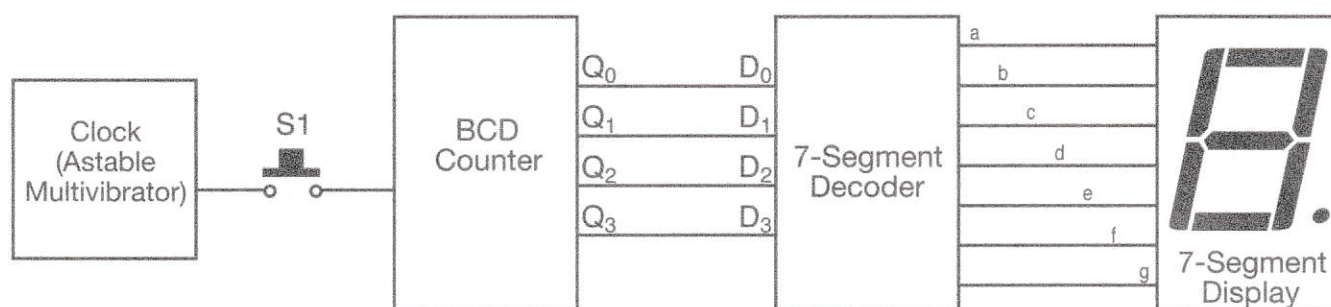 Clock
(Astable
Multivibrator)
S1
BCD
Counter
Q0
Q1
Q2
Q3
D0
D1
D2
D3
7-Segment
Decoder
a
b
c
d
e
f
g
7-Segment
Display